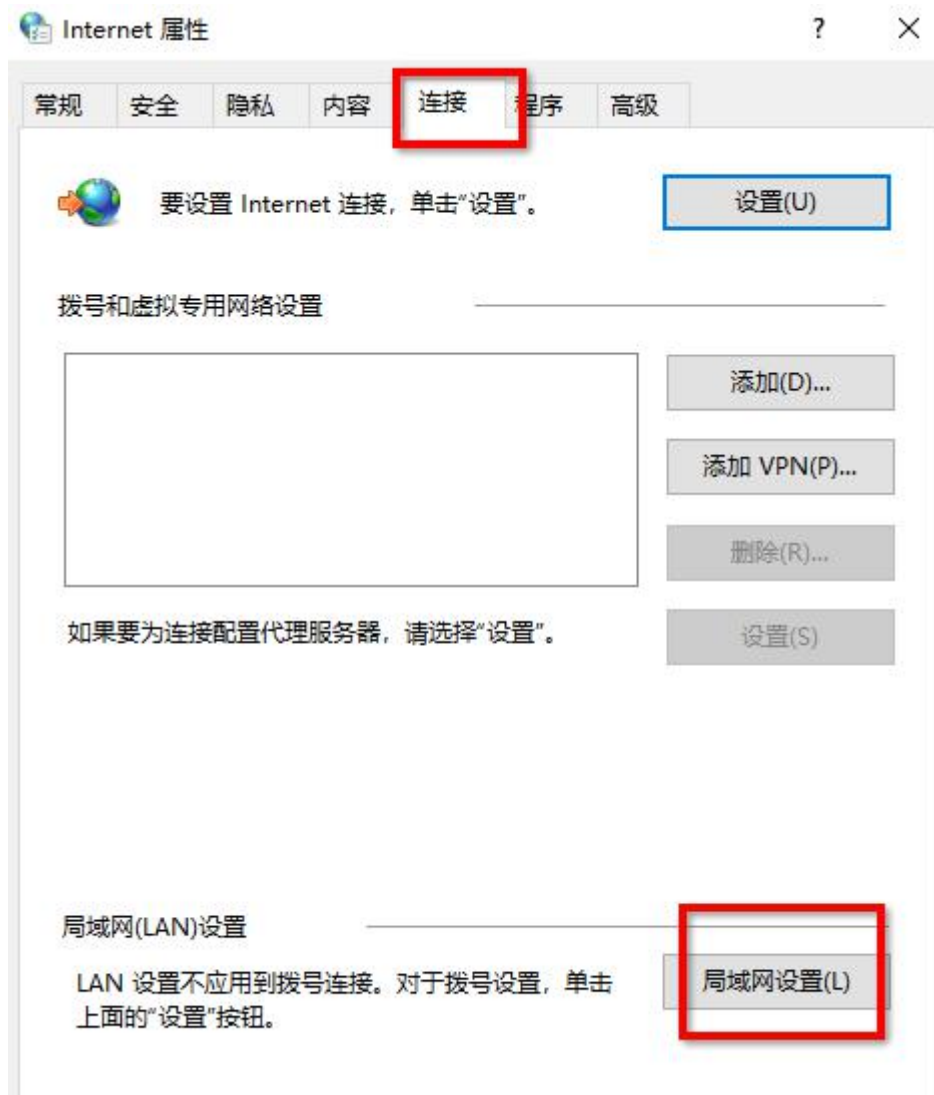 Internet 属性
?
常规 安全 隐私 内容 连接 程序 高级
要设置 Internet 连接，单击“设置”。
设置(U)
拨号和虚拟专用网络设置
添加(D)...
添加 VPN(P)...
删除(R)...
如果要为连接配置代理服务器，请选择“设置”。
设置(S)
局域网(LAN)设置
LAN 设置不应用到拨号连接。对于拨号设置，单击
上面的“设置”按钮。
局域网设置(L)